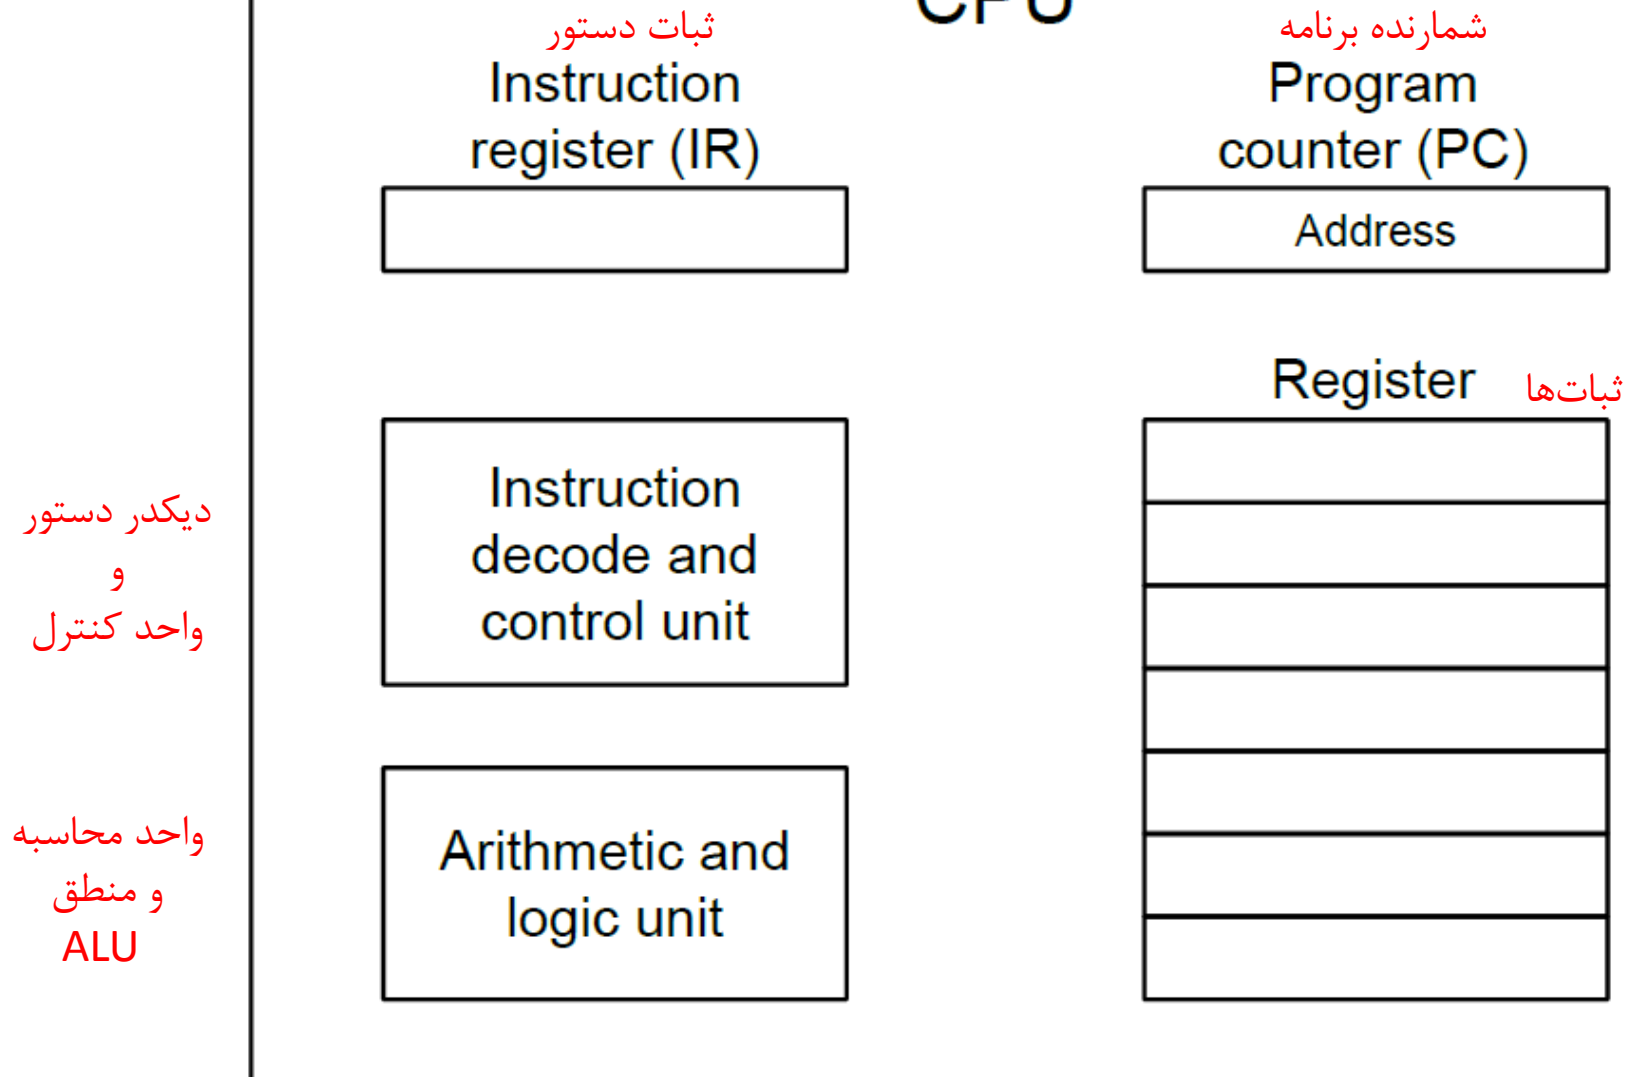 CPU
ثبات دستور
Instruction
register (IR)
شمارنده برنامه
Program
counter (PC)
Address
Register
ثبات‌ها
دیکدر دستور
و
واحد کنترل
Instruction
decode and
control unit
واحد محاسبه
و منطق
ALU
Arithmetic and
logic unit